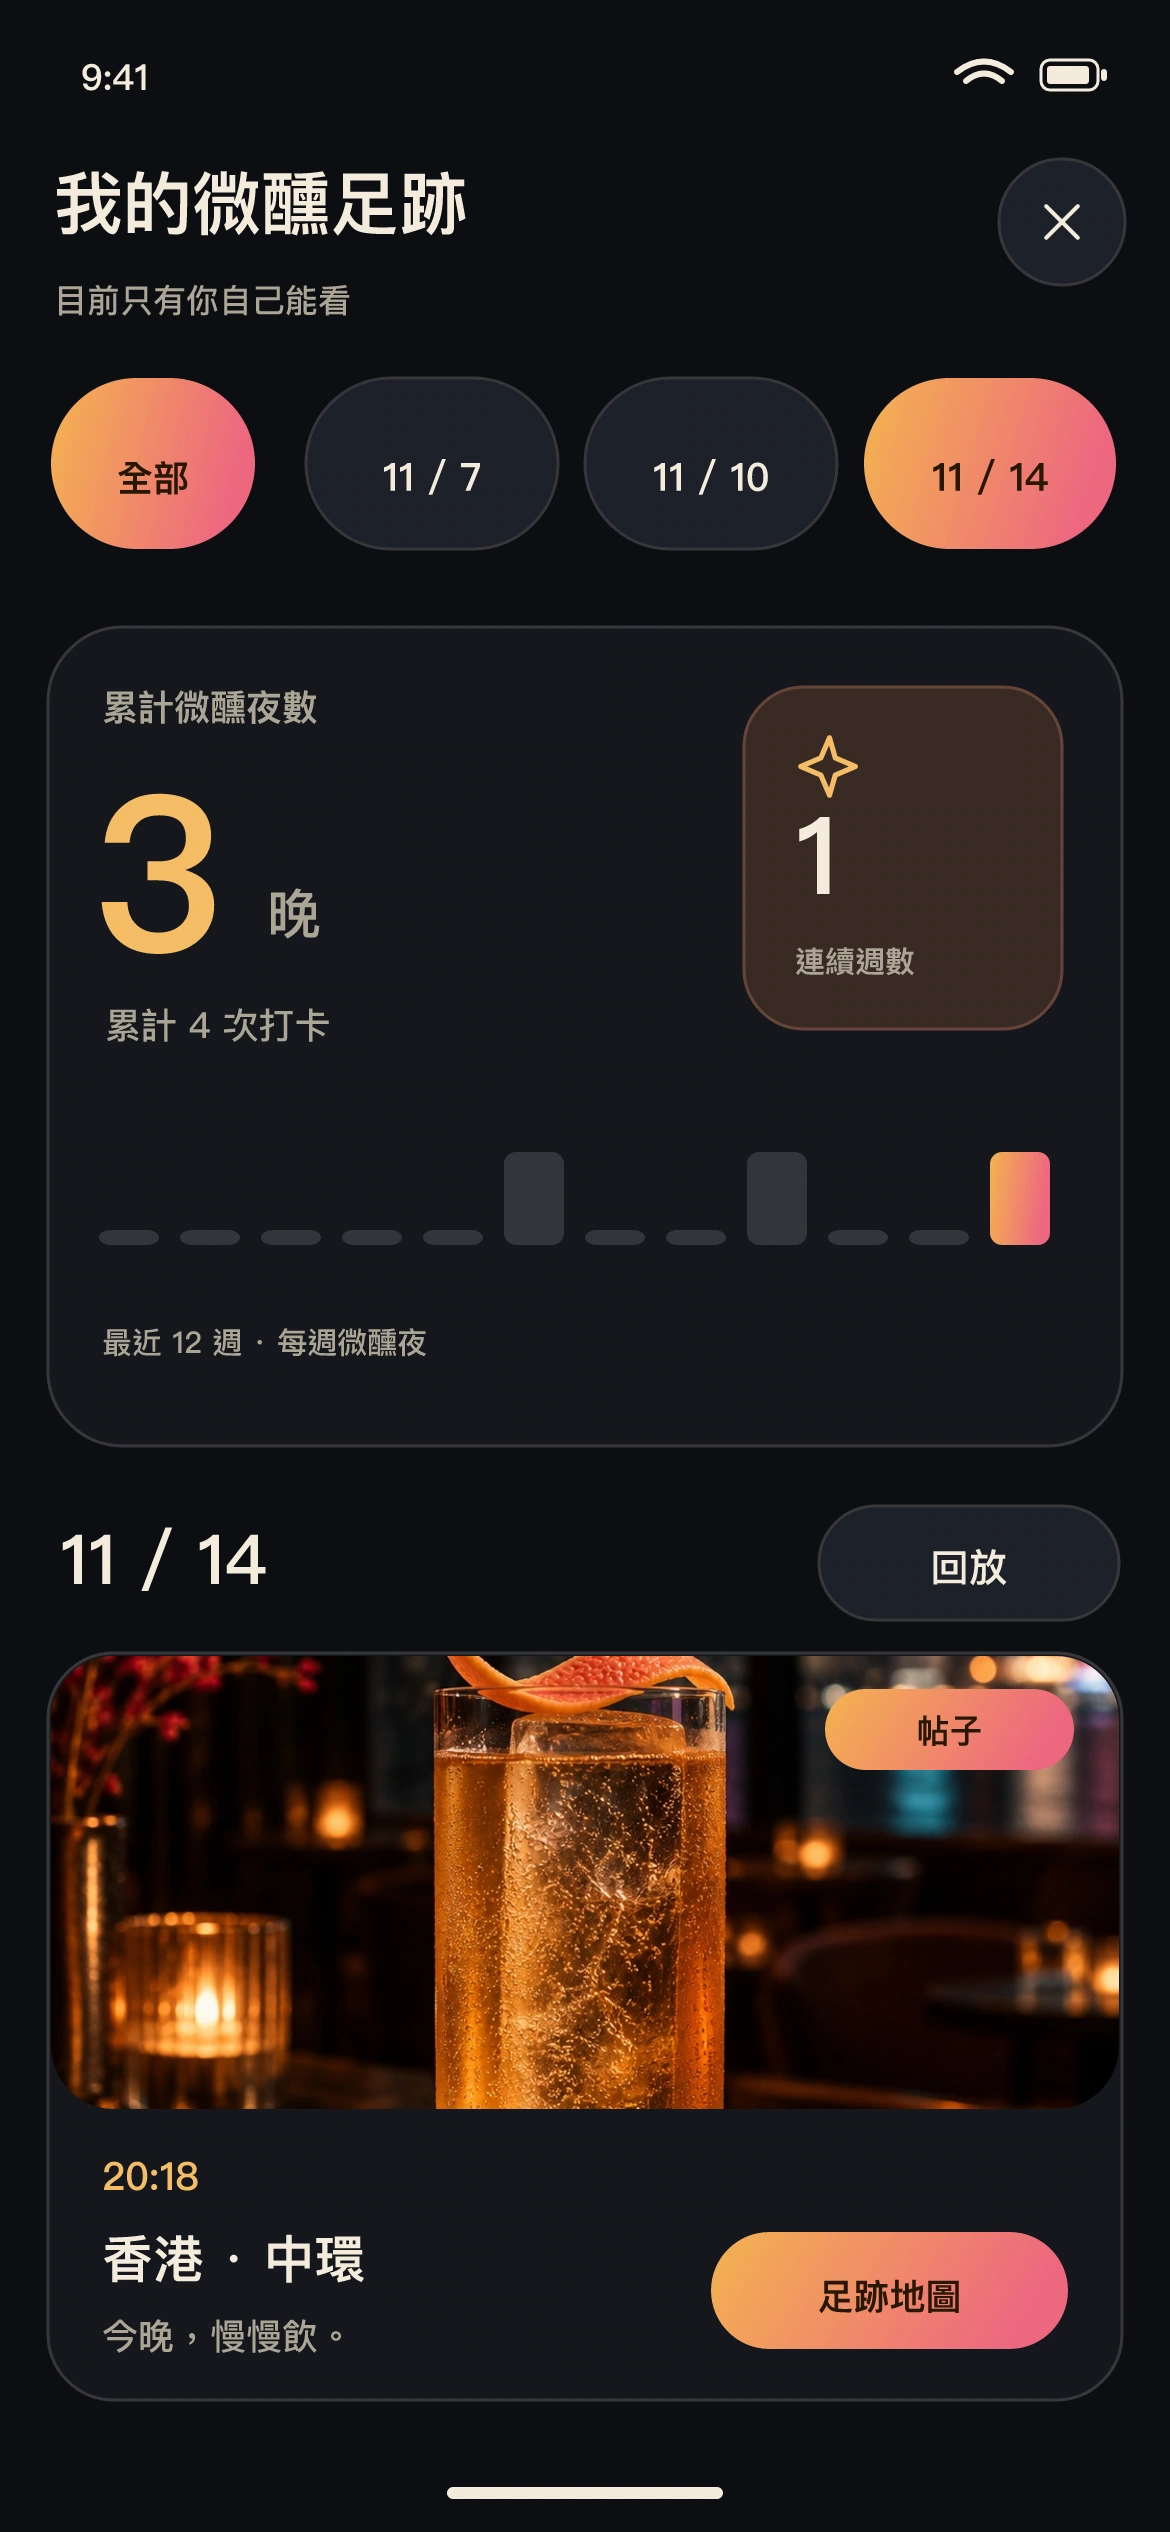 9:41
我的微醺足跡
目前只有你自己能看
全部
11 / 7
11 / 10
11 / 14
累計微醺夜數
3 晚
累計 4 次打卡
1
連續週數
最近 12 週 · 每週微醺夜
11 / 14
回放
帖子
20:18
香港 · 中環
今晚，慢慢飲。
足跡地圖